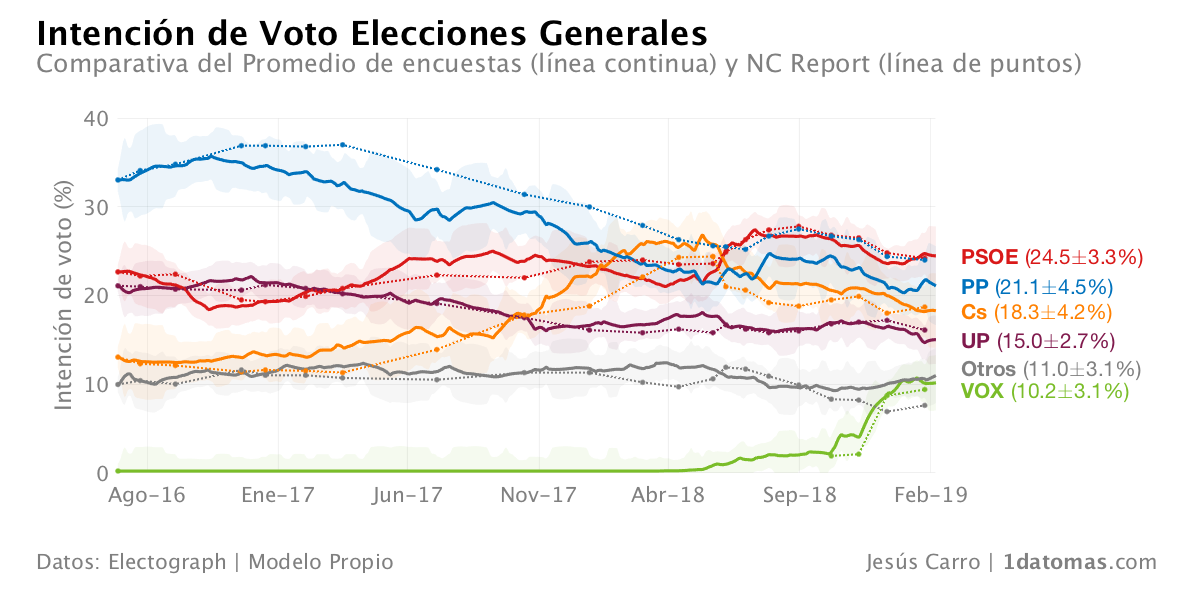 Intención de Voto Elecciones Generales
Comparativa del Promedio de encuestas (línea continua) y NC Report (línea de puntos)
Intención de voto (%)
40
30
20
10
0
Ago-16 Ene-17 Jun-17 Nov-17 Abr-18 Sep-18 Feb-19
PSOE (24.5±3.3%)
PP (21.1±4.5%)
Cs (18.3±4.2%)
UP (15.0±2.7%)
Otros (11.0±3.1%)
VOX (10.2±3.1%)
Datos: Electograph | Modelo Propio
Jesús Carro | 1datomas.com